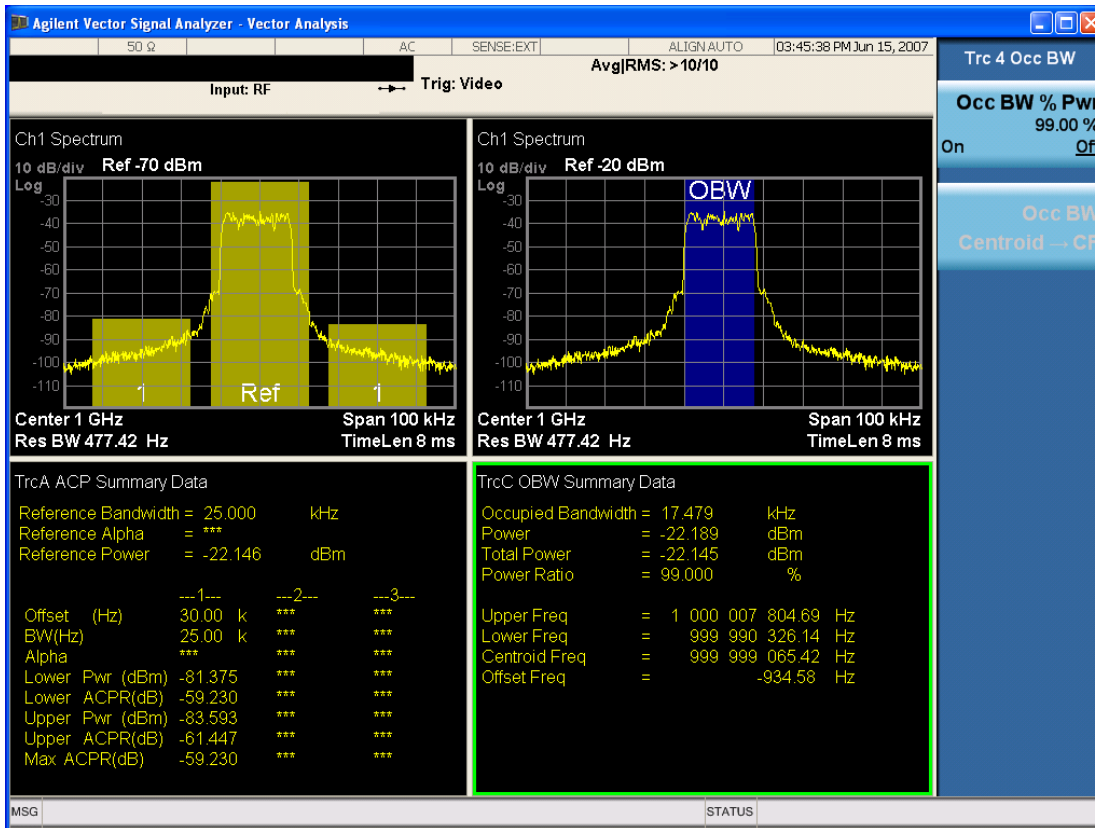 Agilent Vector Signal Analyzer - Vector Analysis
50 Ω AC SENSE:EXT ALIGN AUTO 03:45:38 PM Jun 15, 2007
Avg|RMS: >10/10
Input: RF Trig: Video
Trc 4 Occ BW
Occ BW % Pwr
99.00 %
On Off
Occ BW
Centroid → CF
Ch1 Spectrum
10 dB/div Ref -70 dBm
Log
-30
-40
-50
-60
-70
-80
-90
-100
-110
1 Ref 1
Center 1 GHz Span 100 kHz
Res BW 477.42 Hz TimeLen 8 ms
Ch1 Spectrum
10 dB/div Ref -20 dBm
Log
OBW
-30
-40
-50
-60
-70
-80
-90
-100
-110
Center 1 GHz Span 100 kHz
Res BW 477.42 Hz TimeLen 8 ms
TrcA ACP Summary Data
Reference Bandwidth = 25.000 kHz
Reference Alpha = ***
Reference Power = -22.146 dBm
---1--- ---2--- ---3---
Offset (Hz) 30.00 k *** ***
BW(Hz) 25.00 k *** ***
Alpha *** *** ***
Lower Pwr (dBm) -81.375 *** ***
Lower ACPR(dB) -59.230 *** ***
Upper Pwr (dBm) -83.593 *** ***
Upper ACPR(dB) -61.447 *** ***
Max ACPR(dB) -59.230 *** ***
TrcC OBW Summary Data
Occupied Bandwidth = 17.479 kHz
Power = -22.189 dBm
Total Power = -22.145 dBm
Power Ratio = 99.000 %
Upper Freq = 1 000 007 804.69 Hz
Lower Freq = 999 990 326.14 Hz
Centroid Freq = 999 999 065.42 Hz
Offset Freq = -934.58 Hz
MSG STATUS